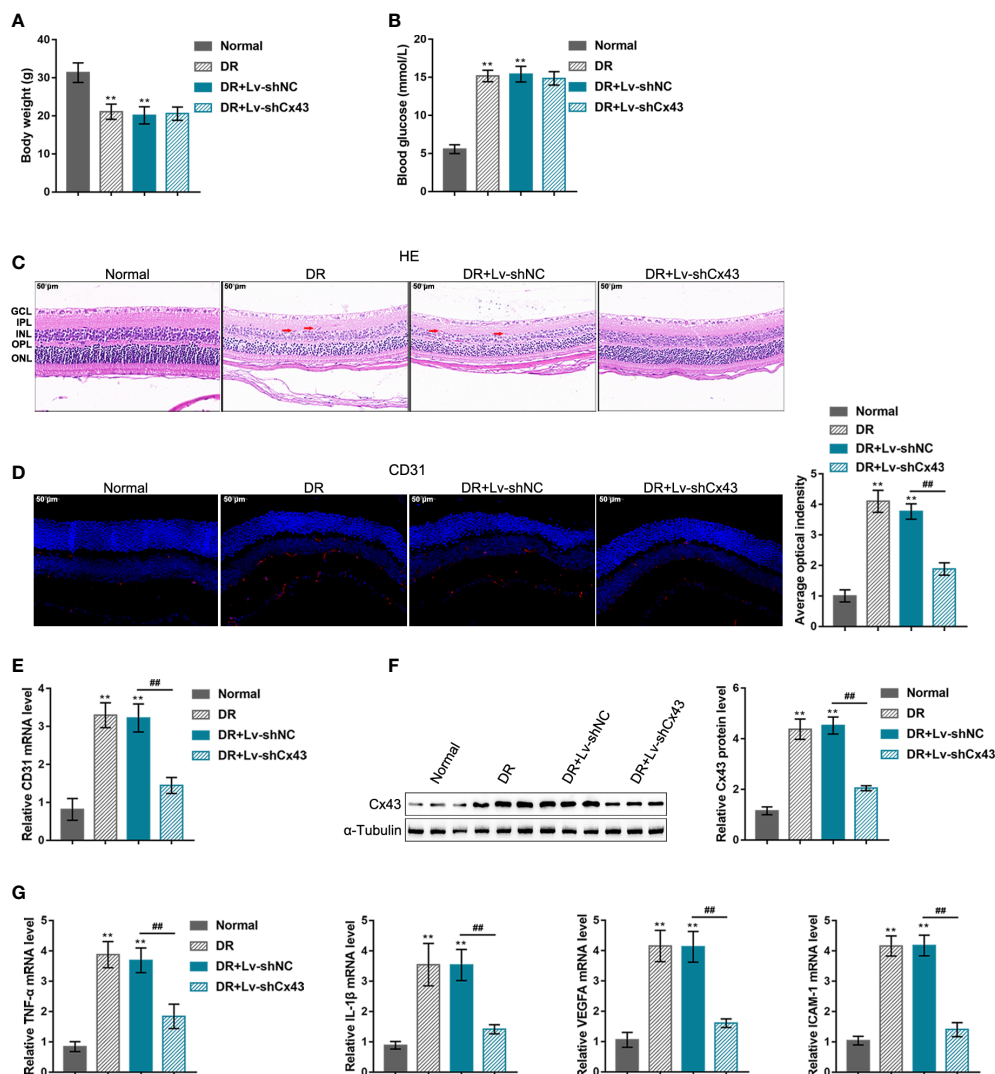 A
Body weight (g)
40
30
20
10
0
**
**
Normal
DR
DR+Lv-shNC
DR+Lv-shCx43
B
Blood glucose (mmol/L)
20
15
10
5
0
**
**
Normal
DR
DR+Lv-shNC
DR+Lv-shCx43
C
HE
Normal
DR
DR+Lv-shNC
DR+Lv-shCx43
50 µm
50 µm
50 µm
50 µm
GCL
IPL
INL
OPL
ONL
D
CD31
Normal
DR
DR+Lv-shNC
DR+Lv-shCx43
50 µm
50 µm
50 µm
50 µm
Normal
DR
DR+Lv-shNC
DR+Lv-shCx43
Average optical indensity
5
4
3
2
1
0
**
**
##
E
Relative CD31 mRNA level
4
3
2
1
0
**
**
##
Normal
DR
DR+Lv-shNC
DR+Lv-shCx43
F
Normal
DR
DR+Lv-shNC
DR+Lv-shCx43
Cx43
α-Tubulin
Relative Cx43 protein level
6
4
2
0
**
**
##
Normal
DR
DR+Lv-shNC
DR+Lv-shCx43
G
Relative TNF-α mRNA level
5
4
3
2
1
0
**
**
##
Normal
DR
DR+Lv-shNC
DR+Lv-shCx43
Relative IL-1β mRNA level
5
4
3
2
1
0
**
**
##
Relative VEGFA mRNA level
5
4
3
2
1
0
**
**
##
Relative ICAM-1 mRNA level
5
4
3
2
1
0
**
**
##